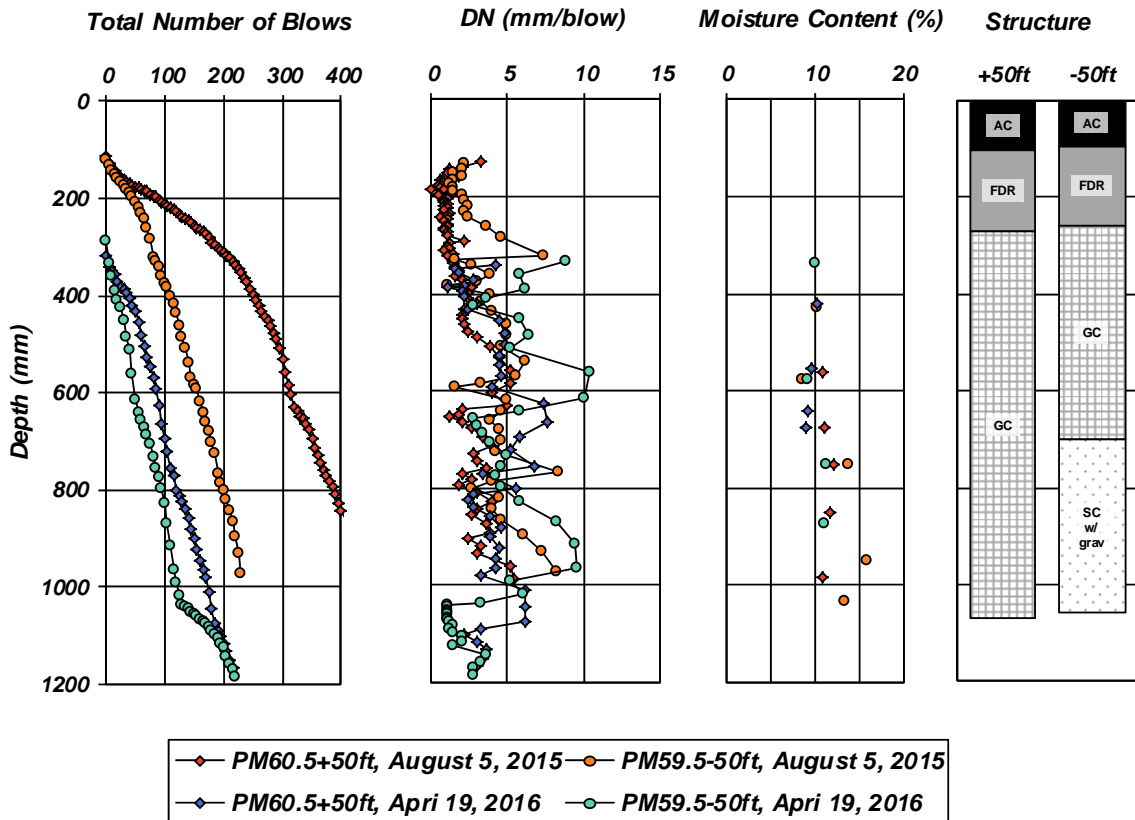 Total Number of Blows
DN (mm/blow)
Moisture Content (%)
Structure
0 100 200 300 400
0 5 10 15
0 10 20
+50ft -50ft
Depth (mm)
0
200
400
600
800
1000
1200
AC
FDR
GC
AC
FDR
GC
SC
w/
grav
PM60.5+50ft, August 5, 2015
PM59.5-50ft, August 5, 2015
PM60.5+50ft, Apri 19, 2016
PM59.5-50ft, Apri 19, 2016